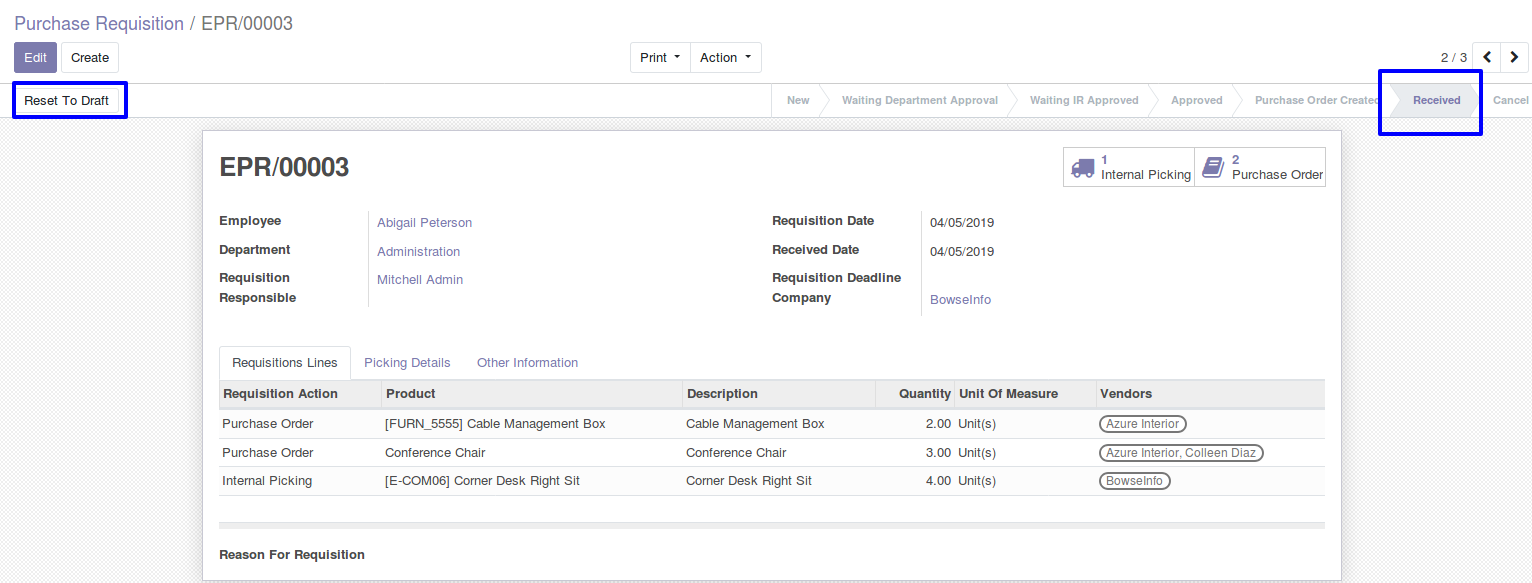 Purchase Requisition / EPR/00003
Edit Create Print Action 2 / 3
Reset To Draft New Waiting Department Approval Waiting IR Approved Approved Purchase Order Created Received Cancel
EPR/00003
1 Internal Picking
2 Purchase Order
Employee Abigail Peterson Requisition Date 04/05/2019
Department Administration Received Date 04/05/2019
Requisition Responsible Mitchell Admin Requisition Deadline
Company BowseInfo
Requisitions Lines Picking Details Other Information
Requisition Action Product Description Quantity Unit Of Measure Vendors
Purchase Order [FURN_5555] Cable Management Box Cable Management Box 2.00 Unit(s) Azure Interior
Purchase Order Conference Chair Conference Chair 3.00 Unit(s) Azure Interior, Colleen Diaz
Internal Picking [E-COM06] Corner Desk Right Sit Corner Desk Right Sit 4.00 Unit(s) BowseInfo
Reason For Requisition